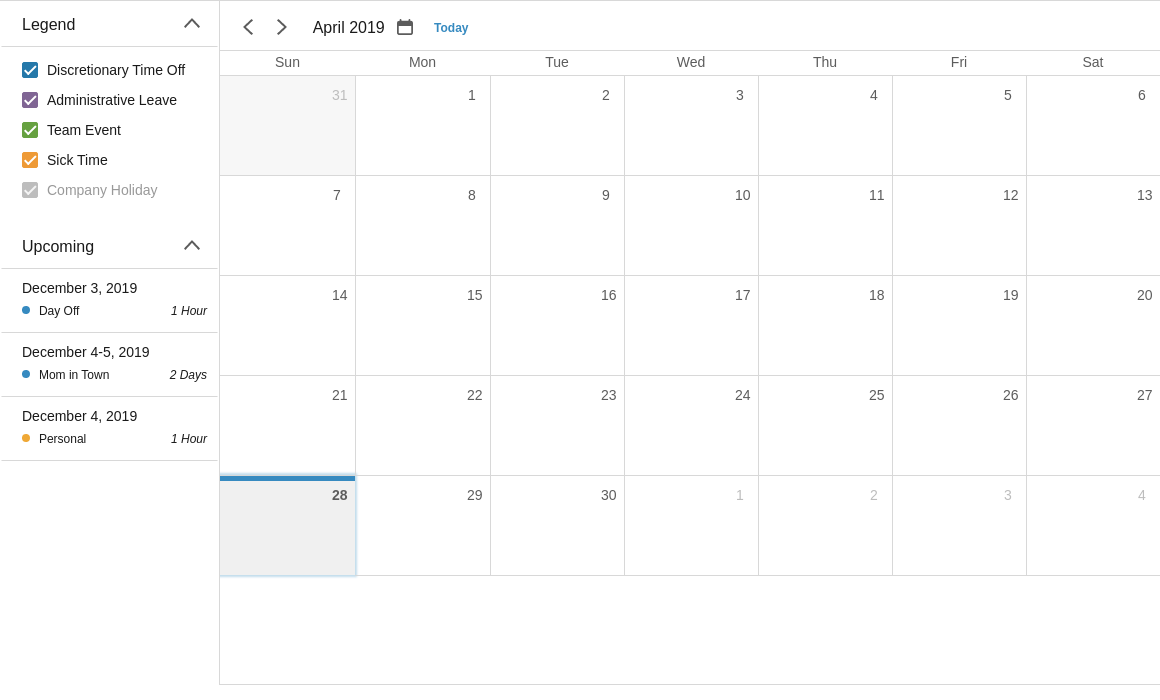 Legend
Discretionary Time Off
Administrative Leave
Team Event
Sick Time
Company Holiday
Upcoming
December 3, 2019
Day Off 1 Hour
December 4-5, 2019
Mom in Town 2 Days
December 4, 2019
Personal 1 Hour
April 2019 Today
Sun Mon Tue Wed Thu Fri Sat
31 1 2 3 4 5 6
7 8 9 10 11 12 13
14 15 16 17 18 19 20
21 22 23 24 25 26 27
28 29 30 1 2 3 4